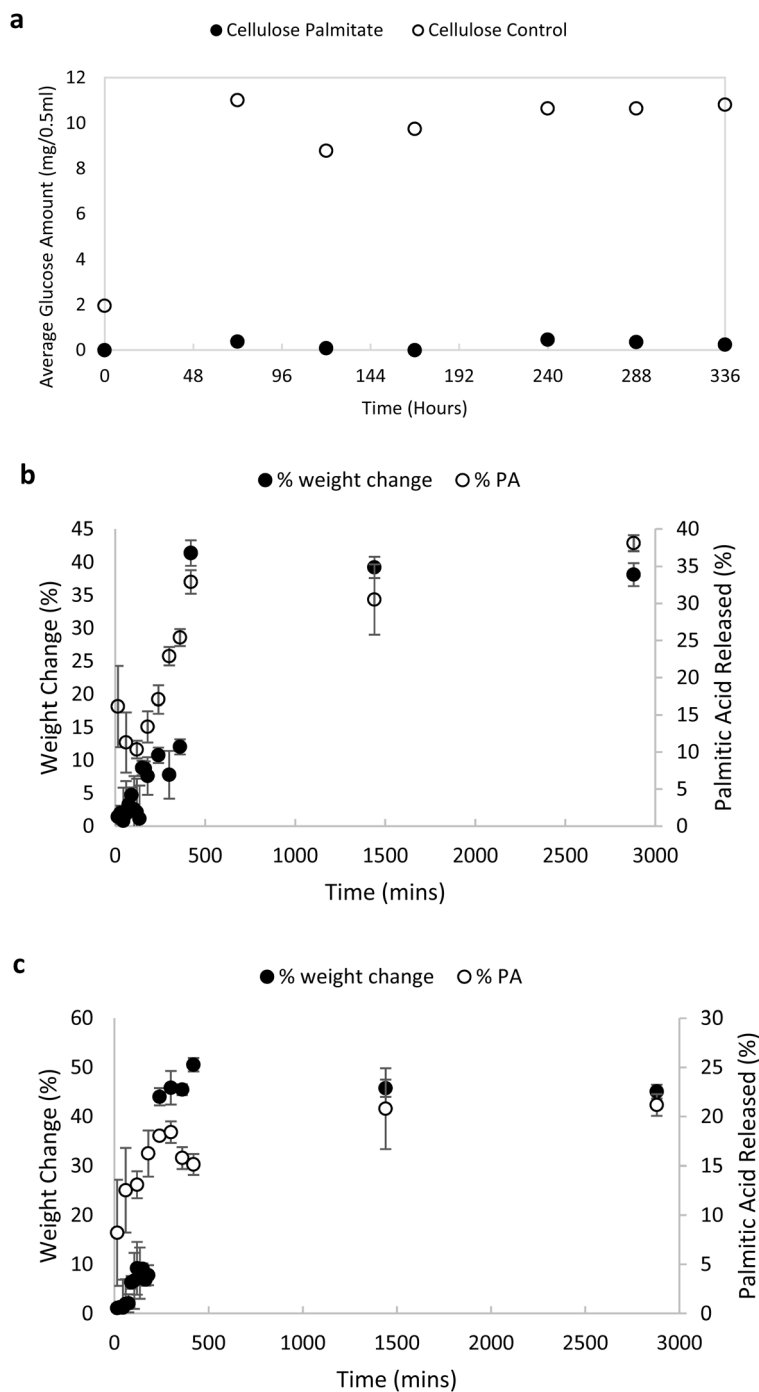 a
Cellulose Palmitate Cellulose Control
Average Glucose Amount (mg/0.5ml)
12
10
8
6
4
2
0
0 48 96 144 192 240 288 336
Time (Hours)
b
% weight change % PA
Weight Change (%)
45
40
35
30
25
20
15
10
5
0
40
35
30
25
20
15
10
5
0
Palmitic Acid Released (%)
0 500 1000 1500 2000 2500 3000
Time (mins)
c
% weight change % PA
Weight Change (%)
60
50
40
30
20
10
0
30
25
20
15
10
5
0
Palmitic Acid Released (%)
0 500 1000 1500 2000 2500 3000
Time (mins)